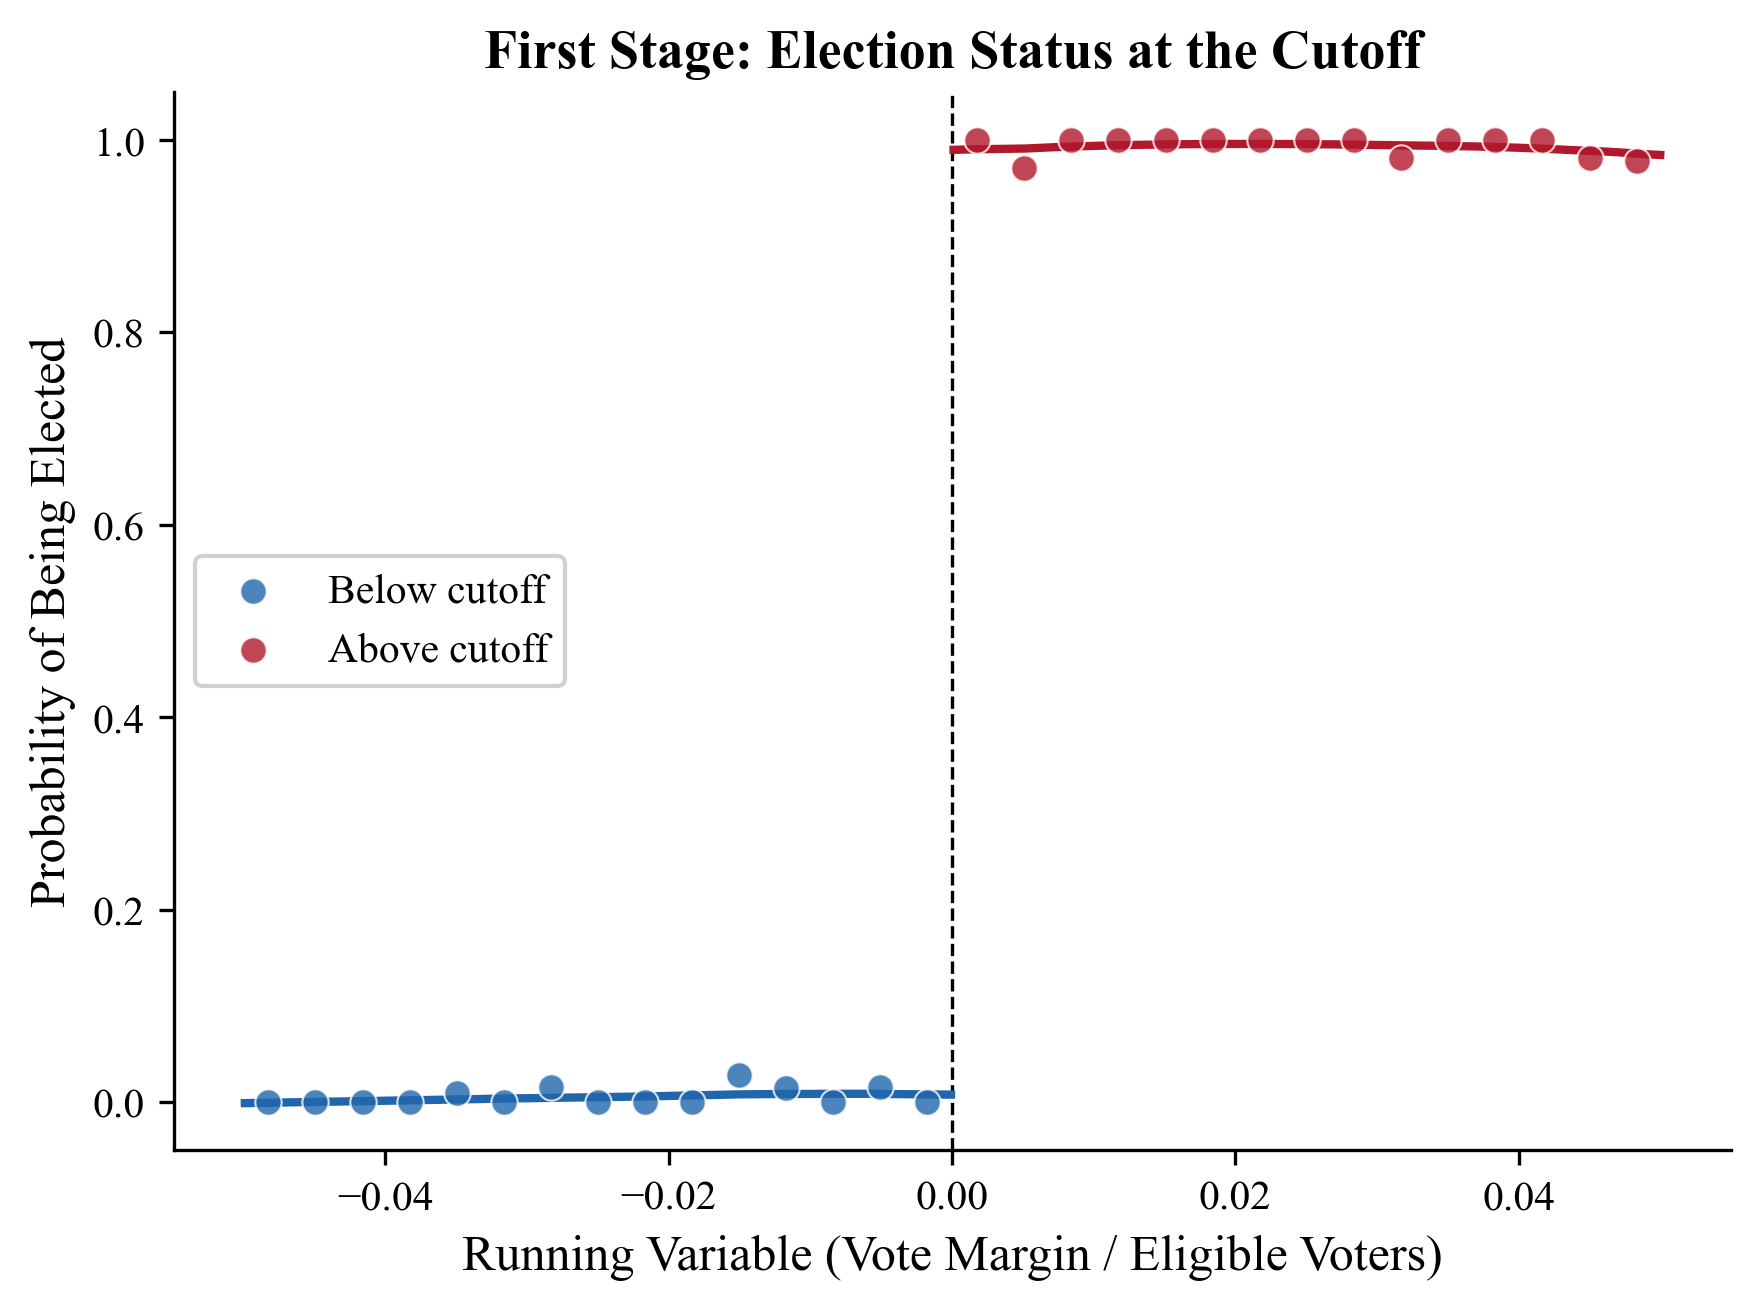 First Stage: Election Status at the Cutoff
Probability of Being Elected
1.0
0.8
0.6
0.4
0.2
0.0
Below cutoff
Above cutoff
−0.04
−0.02
0.00
0.02
0.04
Running Variable (Vote Margin / Eligible Voters)